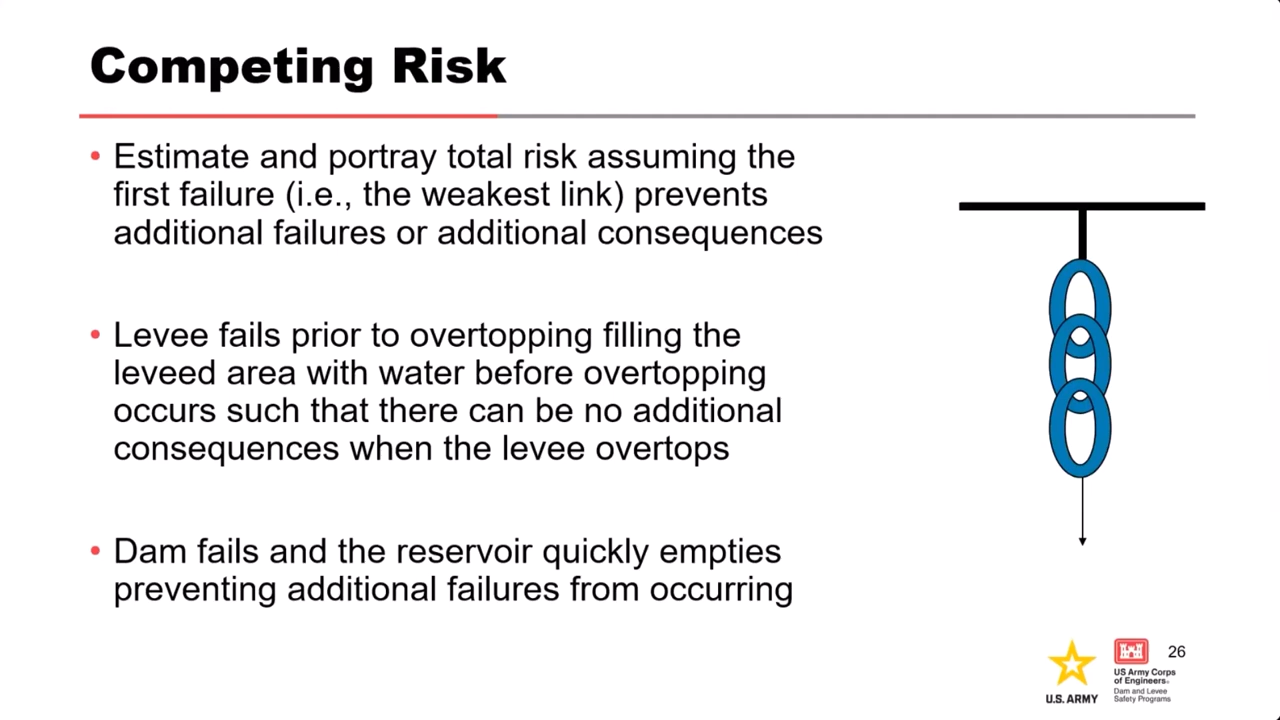 Competing Risk
• Estimate and portray total risk assuming the
first failure (i.e., the weakest link) prevents
additional failures or additional consequences
• Levee fails prior to overtopping filling the
leveed area with water before overtopping
occurs such that there can be no additional
consequences when the levee overtops
• Dam fails and the reservoir quickly empties
preventing additional failures from occurring
U.S. ARMY
US Army Corps
of Engineers®
Dam and Levee
Safety Programs
26